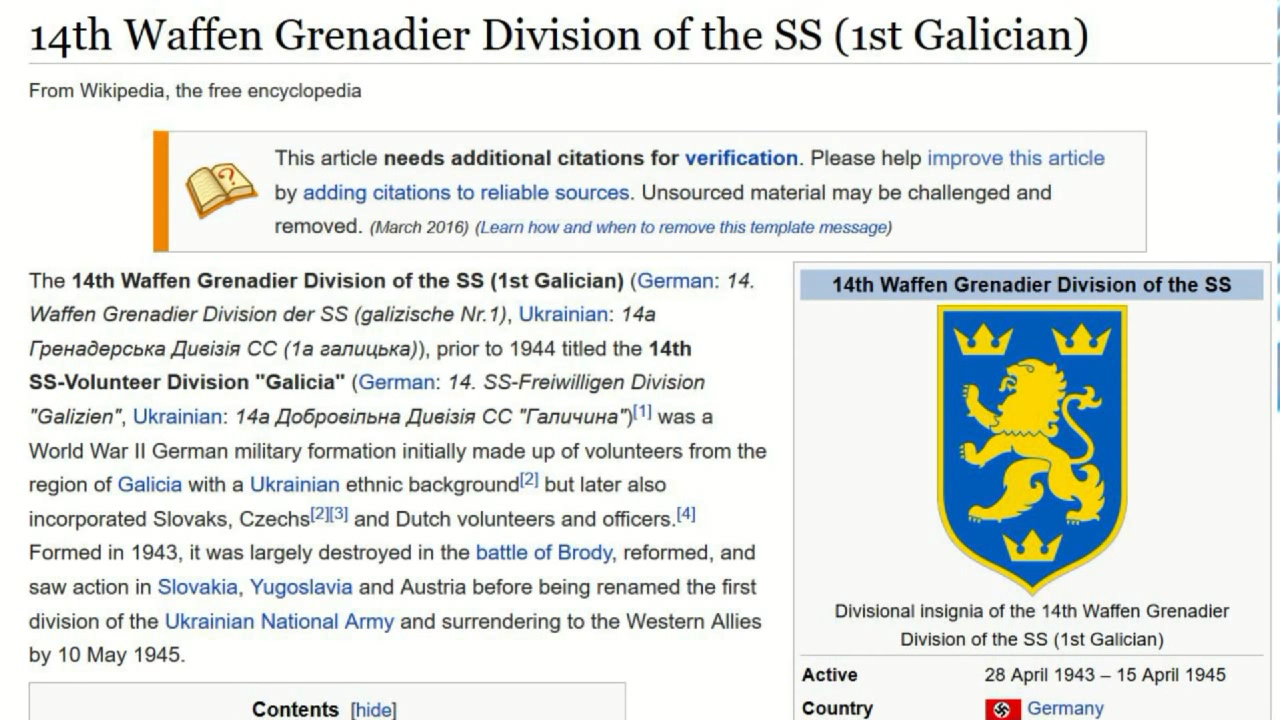 14th Waffen Grenadier Division of the SS (1st Galician)
From Wikipedia, the free encyclopedia
This article needs additional citations for verification. Please help improve this article
by adding citations to reliable sources. Unsourced material may be challenged and
removed. (March 2016) (Learn how and when to remove this template message)
The 14th Waffen Grenadier Division of the SS (1st Galician) (German: 14.
Waffen Grenadier Division der SS (galizische Nr.1), Ukrainian: 14а
Гренадерська Дивізія СС (1а галицька)), prior to 1944 titled the 14th
SS-Volunteer Division "Galicia" (German: 14. SS-Freiwilligen Division
"Galizien", Ukrainian: 14а Добровільна Дивізія СС "Галичина")[1] was a
World War II German military formation initially made up of volunteers from the
region of Galicia with a Ukrainian ethnic background[2] but later also
incorporated Slovaks, Czechs[2][3] and Dutch volunteers and officers.[4]
Formed in 1943, it was largely destroyed in the battle of Brody, reformed, and
saw action in Slovakia, Yugoslavia and Austria before being renamed the first
division of the Ukrainian National Army and surrendering to the Western Allies
by 10 May 1945.
Contents [hide]
14th Waffen Grenadier Division of the SS
Divisional insignia of the 14th Waffen Grenadier
Division of the SS (1st Galician)
Active 28 April 1943 – 15 April 1945
Country Germany